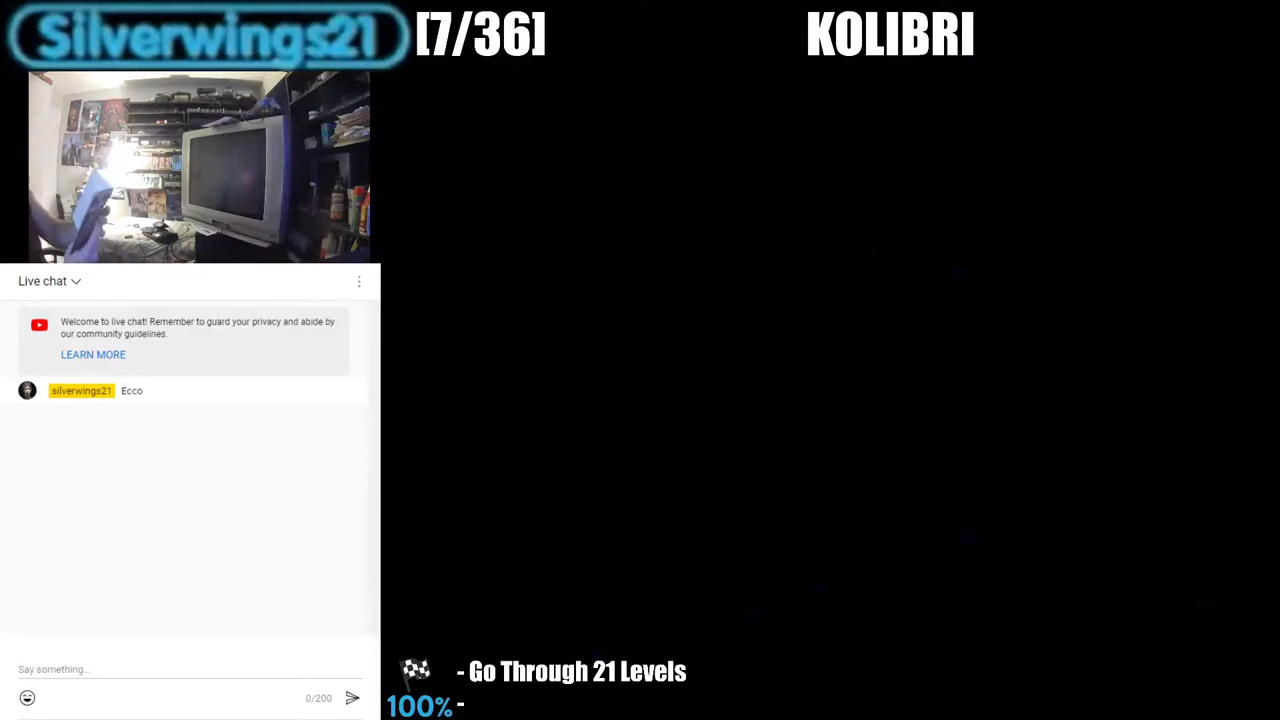 Silverwings21 [7/36] KOLIBRI
Live chat
Welcome to live chat! Remember to guard your privacy and abide by
our community guidelines.
LEARN MORE
silverwings21 Ecco
Say something...
0/200
- Go Through 21 Levels
100% -